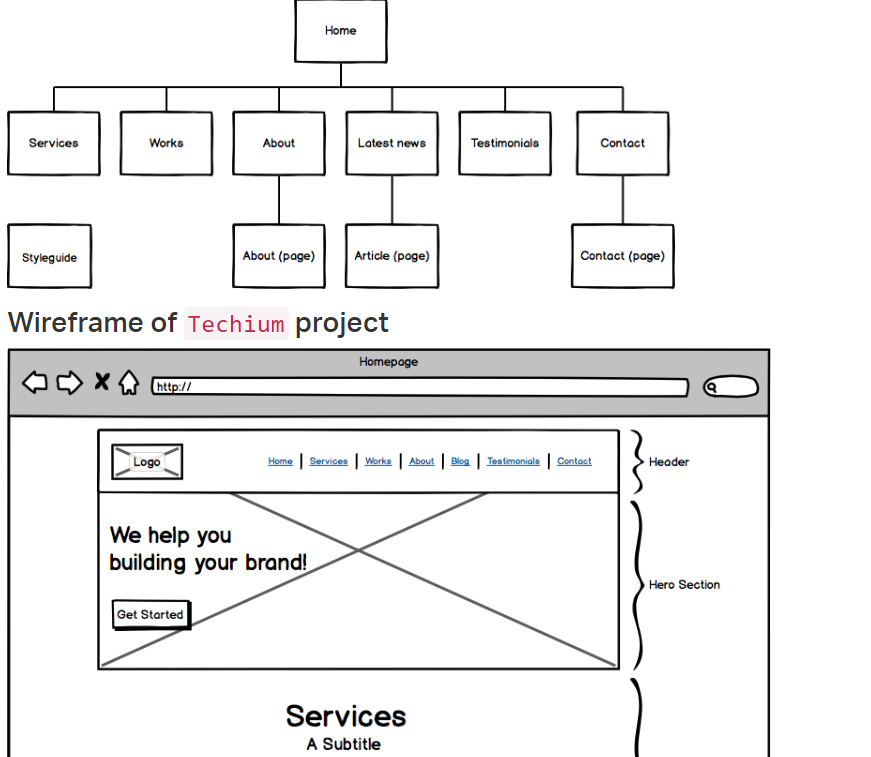 Home
Services Works About Latest news Testimonials Contact
Styleguide About (page) Article (page) Contact (page)
Wireframe of Techium project
Homepage
http://
Logo Home Services Works About Blog Testimonials Contact Header
We help you
building your brand!
Hero Section
Get Started
Services
A Subtitle